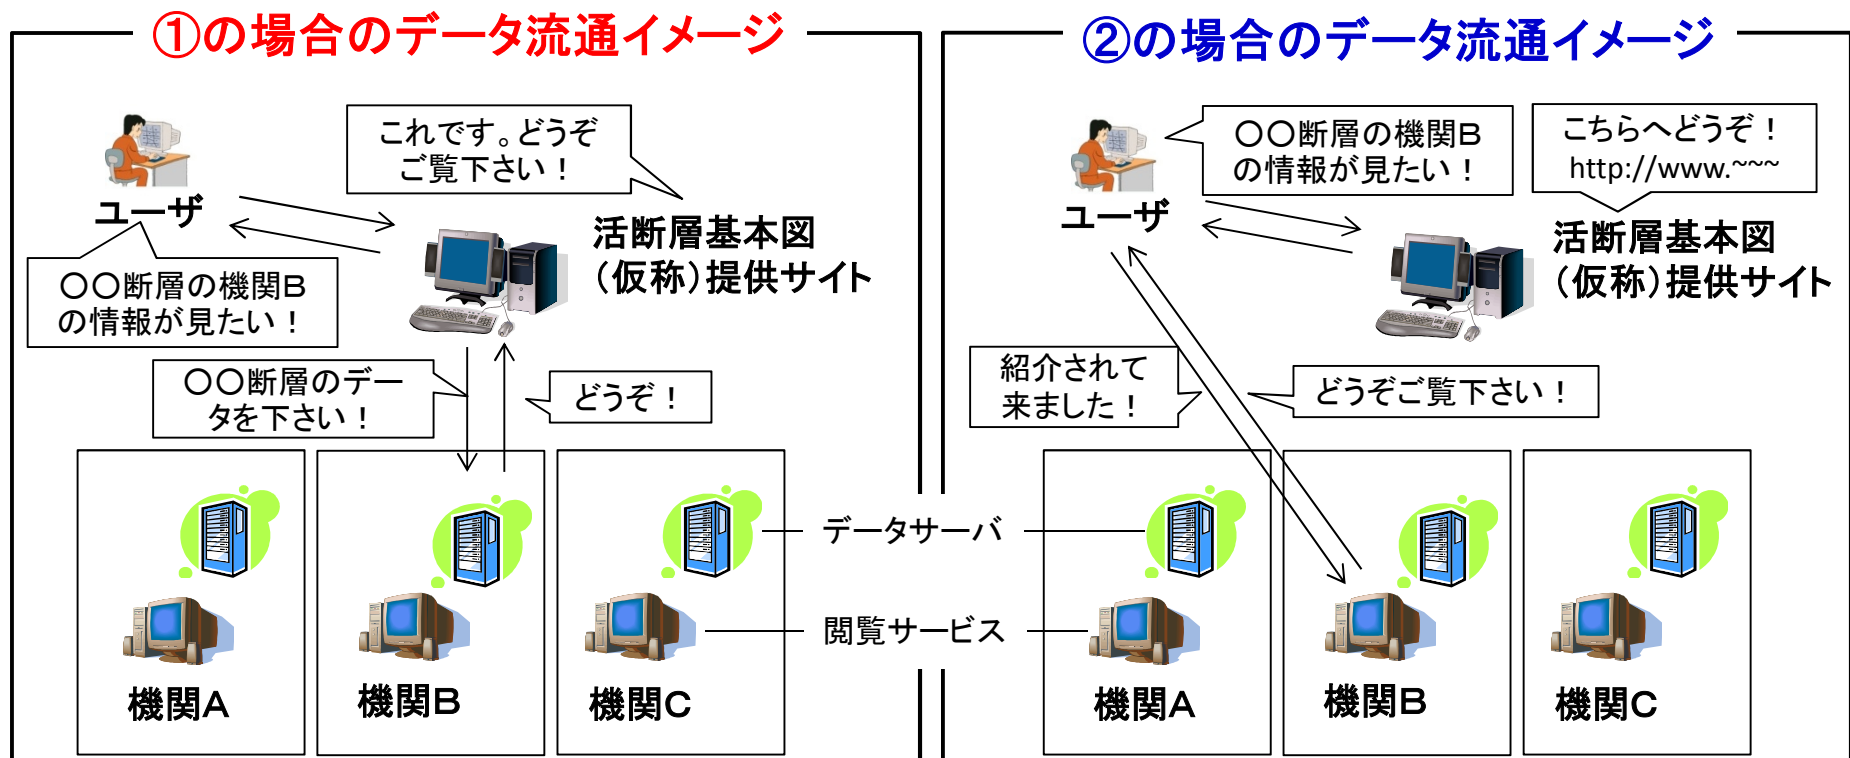 ①の場合のデータ流通イメージ
これです。どうぞ
ご覧下さい！
ユーザ
活断層基本図
（仮称）提供サイト
〇〇断層の機関B
の情報が見たい！
〇〇断層のデー
タを下さい！
どうぞ！
機関A
機関B
機関C
データサーバ
閲覧サービス
②の場合のデータ流通イメージ
〇〇断層の機関B
の情報が見たい！
こちらへどうぞ！
http://www.~~~
ユーザ
活断層基本図
（仮称）提供サイト
紹介されて
来ました！
どうぞご覧下さい！
機関A
機関B
機関C